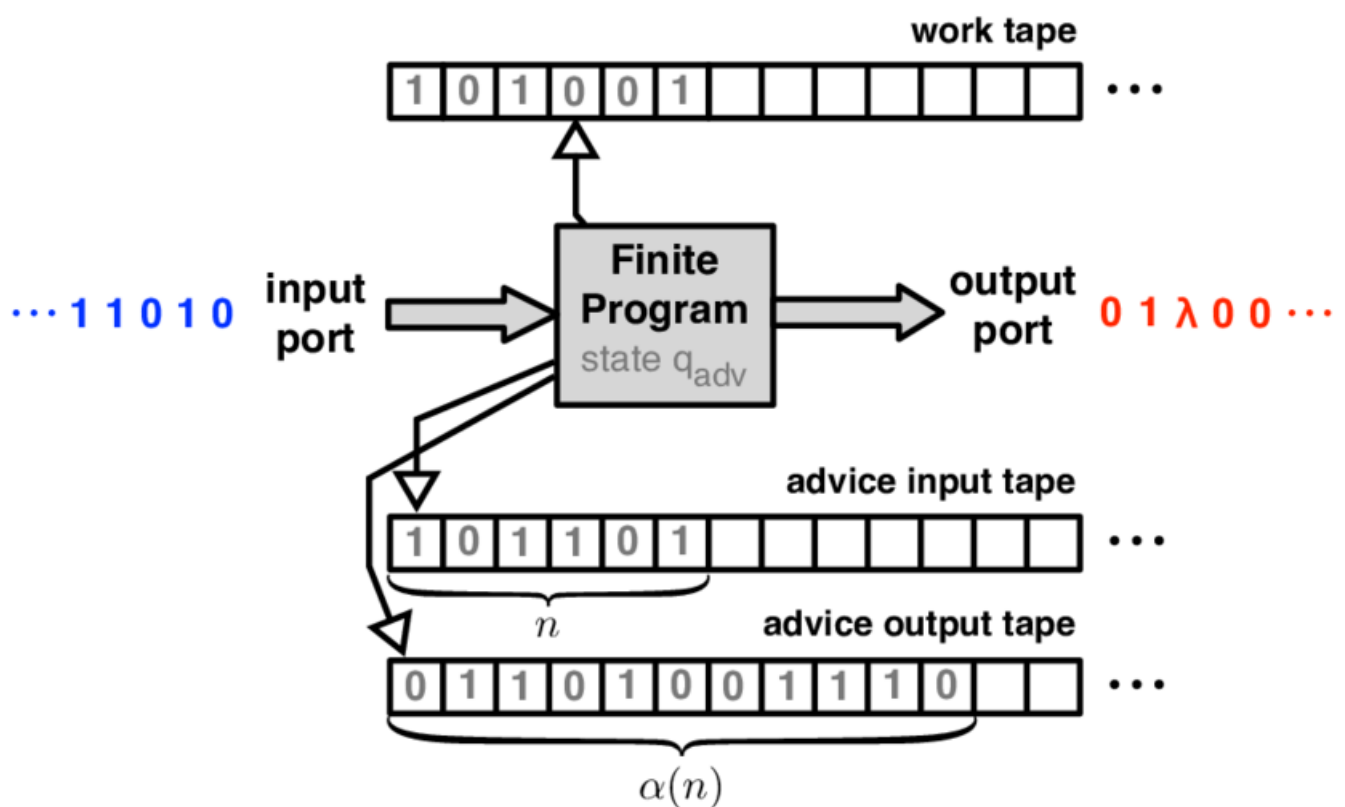 work tape
1 0 1 0 0 1 ···
··· 1 1 0 1 0
input
port
Finite
Program
state q_adv
output
port
0 1 λ 0 0 ···
advice input tape
1 0 1 1 0 1 ···
n
advice output tape
0 1 1 0 1 0 0 1 1 1 0 ···
α(n)